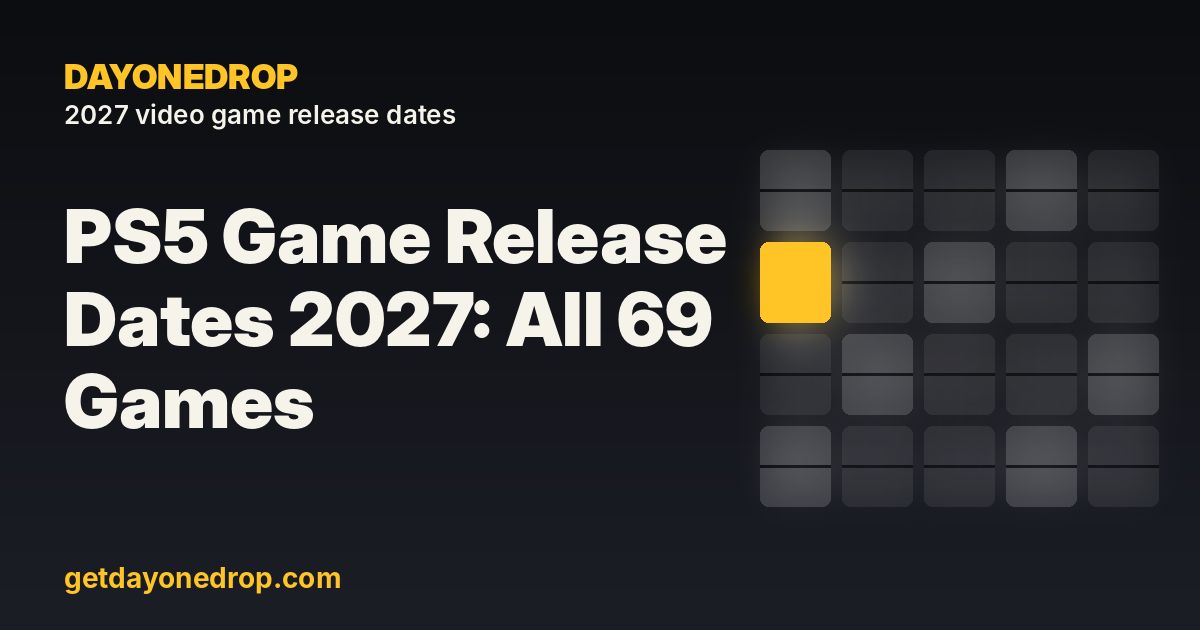 DAYONEDROP
2027 video game release dates
PS5 Game Release
Dates 2027: All 69
Games
getdayonedrop.com